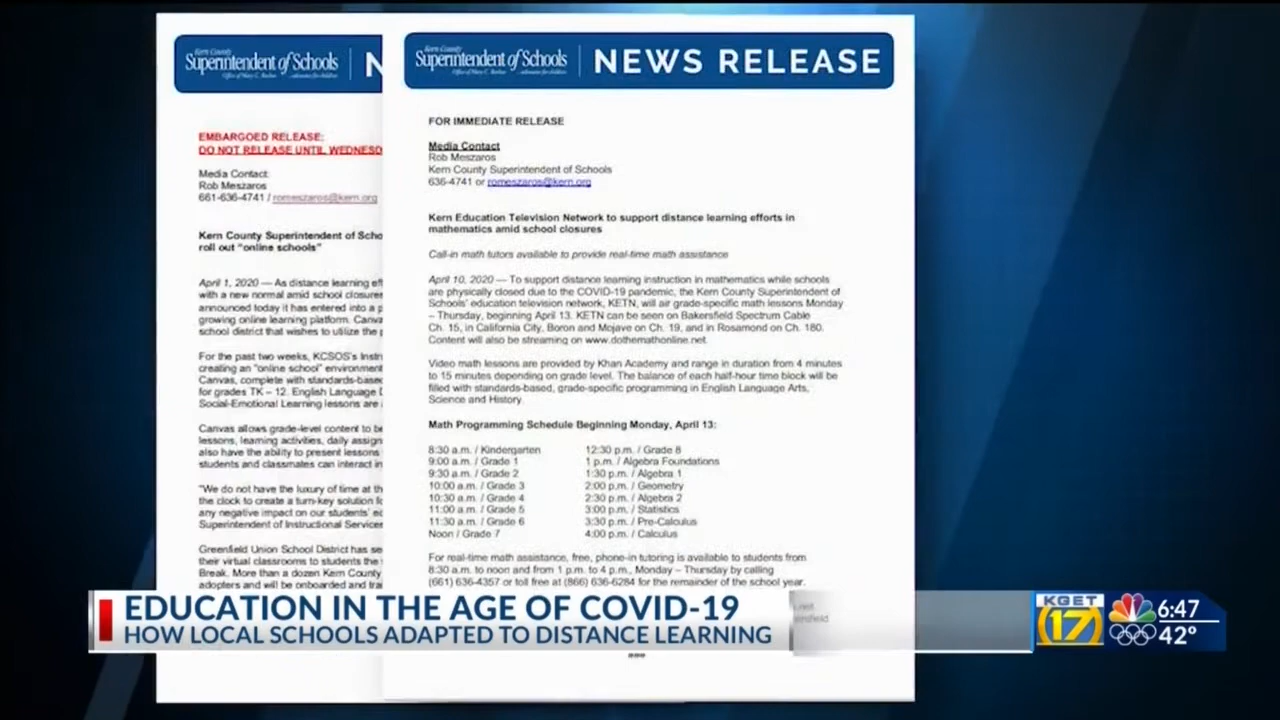 Kern County
Superintendent of Schools
Office of Mary C. Barlow ...advocates for children
N
EMBARGOED RELEASE:
DO NOT RELEASE UNTIL WEDNESD
Media Contact
Rob Meszaros
661-636-4741 / romeszaros@kern.org
Kern County Superintendent of Scho
roll out "online schools"
April 1, 2020 — As distance learning eff
with a new normal amid school closures
announced today it has entered into a p
growing online learning platform. Canva
school district that wishes to utilize the p
For the past two weeks, KCSOS's Instr
creating an "online school" environment
Canvas, complete with standards-based
for grades TK – 12. English Language D
Social-Emotional Learning lessons are
Canvas allows grade-level content to be
lessons, learning activities, daily assign
also have the ability to present lessons
students and classmates can interact in
"We do not have the luxury of time at th
the clock to create a turn-key solution fo
any negative impact on our students' ed
Superintendent of Instructional Services
Greenfield Union School District has se
their virtual classrooms to students the
Break. More than a dozen Kern County
adopters and will be onboarded and trai
Kern County
Superintendent of Schools
Office of Mary C. Barlow ...advocates for children
NEWS RELEASE
FOR IMMEDIATE RELEASE
Media Contact
Rob Meszaros
Kern County Superintendent of Schools
636-4741 or romeszaros@kern.org
Kern Education Television Network to support distance learning efforts in
mathematics amid school closures
Call-in math tutors available to provide real-time math assistance
April 10, 2020 — To support distance learning instruction in mathematics while schools
are physically closed due to the COVID-19 pandemic, the Kern County Superintendent of
Schools' education television network, KETN, will air grade-specific math lessons Monday
– Thursday, beginning April 13. KETN can be seen on Bakersfield Spectrum Cable
Ch. 15, in California City, Boron and Mojave on Ch. 19, and in Rosamond on Ch. 180.
Content will also be streaming on www.dothemathonline.net.
Video math lessons are provided by Khan Academy and range in duration from 4 minutes
to 15 minutes depending on grade level. The balance of each half-hour time block will be
filled with standards-based, grade-specific programming in English Language Arts,
Science and History.
Math Programming Schedule Beginning Monday, April 13:
8:30 a.m. / Kindergarten 12:30 p.m. / Grade 8
9:00 a.m. / Grade 1 1 p.m. / Algebra Foundations
9:30 a.m. / Grade 2 1:30 p.m. / Algebra 1
10:00 a.m. / Grade 3 2:00 p.m. / Geometry
10:30 a.m. / Grade 4 2:30 p.m. / Algebra 2
11:00 a.m. / Grade 5 3:00 p.m. / Statistics
11:30 a.m. / Grade 6 3:30 p.m. / Pre-Calculus
Noon / Grade 7 4:00 p.m. / Calculus
For real-time math assistance, free, phone-in tutoring is available to students from
8:30 a.m. to noon and from 1 p.m. to 4 p.m., Monday – Thursday by calling
(661) 636-4357 or toll free at (866) 636-6284 for the remainder of the school year.
.net
ersfield
###
EDUCATION IN THE AGE OF COVID-19
HOW LOCAL SCHOOLS ADAPTED TO DISTANCE LEARNING
KGET
17
6:47
42°